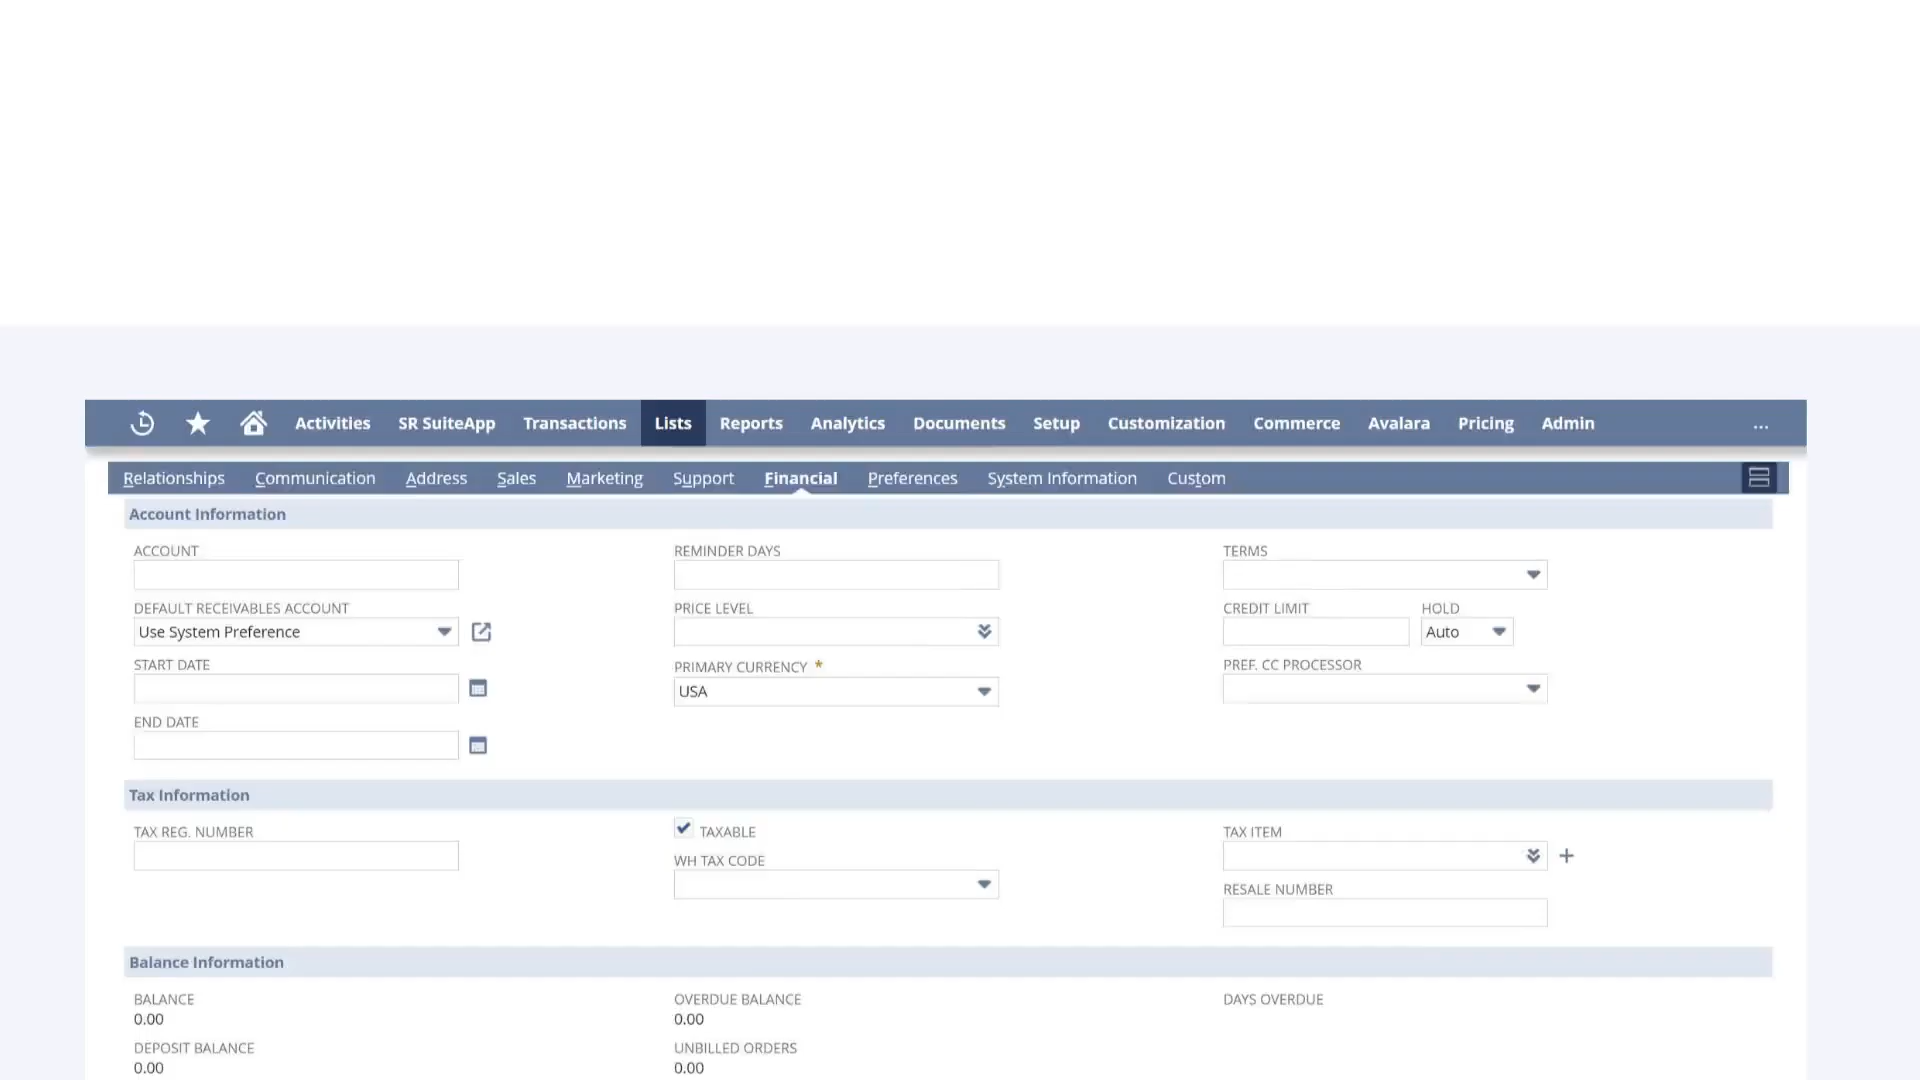 Activities SR SuiteApp Transactions Lists Reports Analytics Documents Setup Customization Commerce Avalara Pricing Admin ...
Relationships Communication Address Sales Marketing Support Financial Preferences System Information Custom
Account Information
ACCOUNT REMINDER DAYS TERMS
DEFAULT RECEIVABLES ACCOUNT PRICE LEVEL CREDIT LIMIT HOLD
Use System Preference Auto
START DATE PRIMARY CURRENCY * PREF. CC PROCESSOR
USA
END DATE
Tax Information
TAX REG. NUMBER TAXABLE TAX ITEM
WH TAX CODE
RESALE NUMBER
Balance Information
BALANCE OVERDUE BALANCE DAYS OVERDUE
0.00 0.00
DEPOSIT BALANCE UNBILLED ORDERS
0.00 0.00